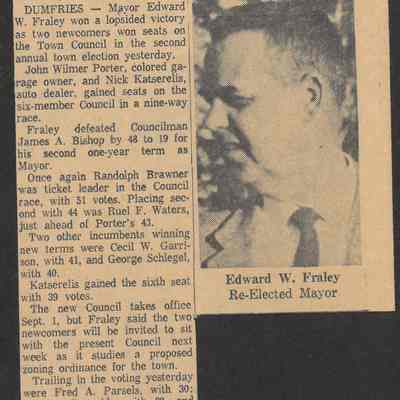 DUMFRIES — Mayor Edward
W. Fraley won a lopsided victory
as two newcomers won seats on
the Town Council in the second
annual town election yesterday.
John Wilmer Porter, colored ga-
rage owner, and Nick Katserelis,
auto dealer, gained seats on the
six-member Council in a nine-way
race.
Fraley defeated Councilman
James A. Bishop by 48 to 19 for
his second one-year term as
Mayor.
Once again Randolph Brawner
was ticket leader in the Council
race, with 51 votes. Placing sec-
ond with 44 was Ruel F. Waters,
just ahead of Porter's 43.
Two other incumbents winning
new terms were Cecil W. Garri-
son, with 41, and George Schlegel,
with 40.
Katserelis gained the sixth seat
with 39 votes.
The new Council takes office
Sept. 1, but Fraley said the two
newcomers will be invited to sit
with the present Council next
week as it studies a proposed
zoning ordinance for the town.
Trailing in the voting yesterday
were Fred A. Parsels, with 30;
Edward W. Fraley
Re-Elected Mayor